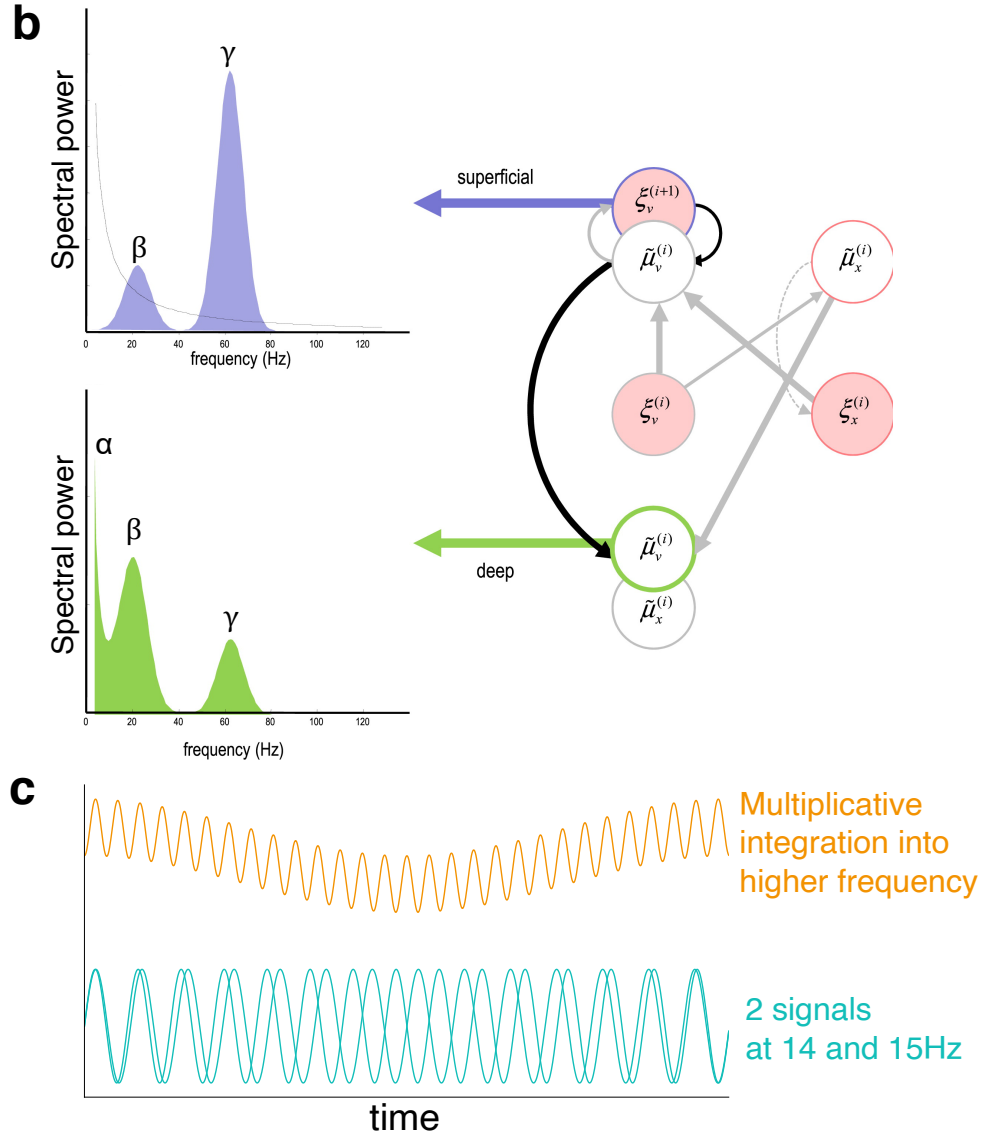 b
Spectral power
γ
β
0 20 40 60 80 100 120
frequency (Hz)
superficial
ξ_v^(i+1)
μ̃_v^(i)
μ̃_x^(i)
ξ_v^(i)
ξ_x^(i)
Spectral power
α
β
γ
0 20 40 60 80 100 120
frequency (Hz)
deep
μ̃_v^(i)
μ̃_x^(i)
c
Multiplicative
integration into
higher frequency
2 signals
at 14 and 15Hz
time